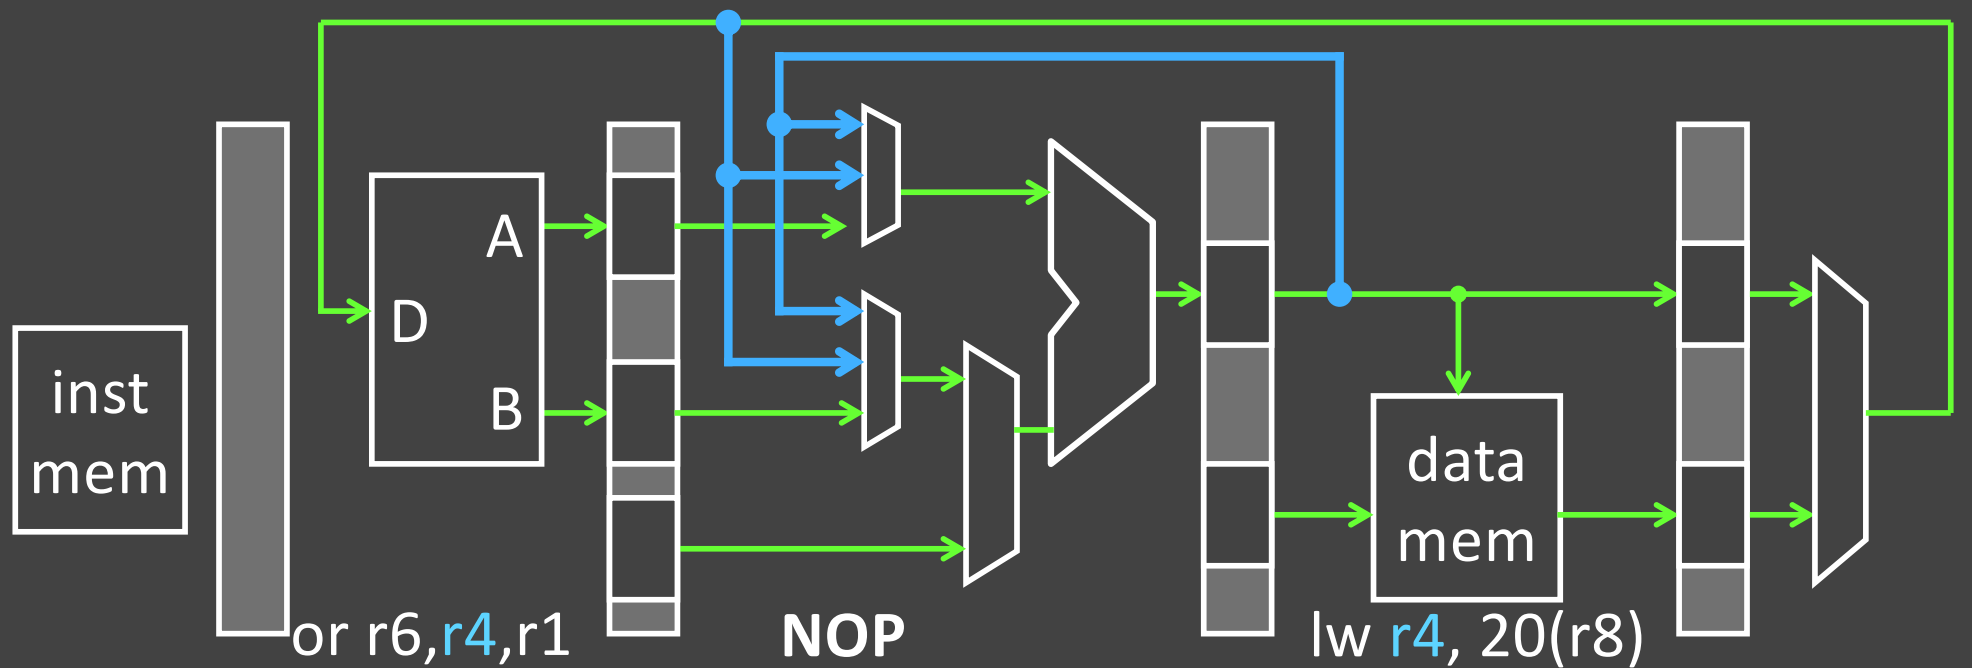 A
D
B
inst
mem
data
mem
or r6,r4,r1
NOP
lw r4, 20(r8)